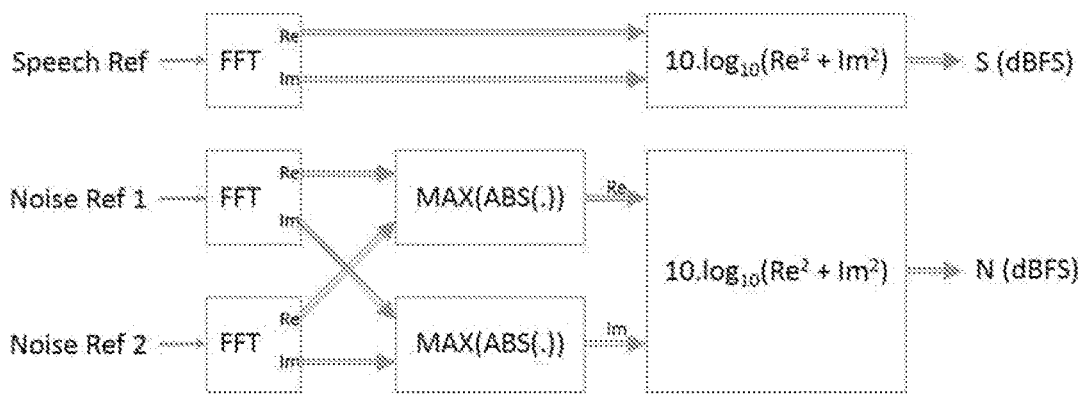 Re
Speech Ref FFT 10.log₁₀(Re² + Im²) S (dBFS)
Im
Re Re
Noise Ref 1 FFT MAX(ABS(.))
Im
10.log₁₀(Re² + Im²) N (dBFS)
Re Im
Noise Ref 2 FFT MAX(ABS(.))
Im